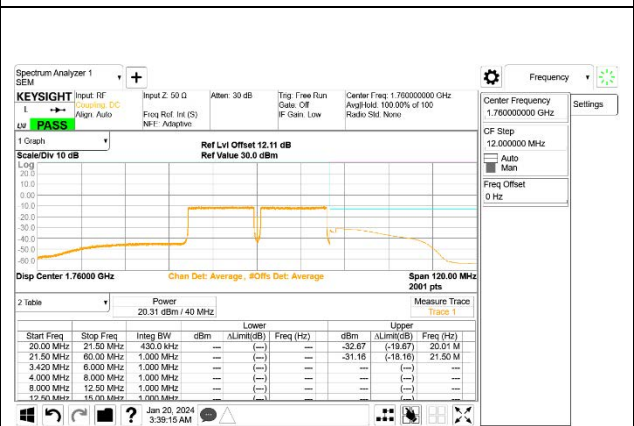 Spectrum Analyzer 1
SEM
Frequency
KEYSIGHT Input: RF Input Z: 50 Ω Atten: 30 dB Trig: Free Run Center Freq: 1.760000000 GHz
Coupling: DC Gate: Off Avg|Hold: 100.00% of 100
Align: Auto Freq Ref: Int (S) IF Gain: Low Radio Std: None
NFE: Adaptive
PASS
Center Frequency
1.760000000 GHz
Settings
CF Step
12.000000 MHz
Auto
Man
Freq Offset
0 Hz
1 Graph
Ref Lvl Offset 12.11 dB
Scale/Div 10 dB Ref Value 30.0 dBm
Log
20.0
10.0
0.00
-10.0
-20.0
-30.0
-40.0
-50.0
-60.0
Disp Center 1.76000 GHz Chan Det: Average, #Offs Det: Average Span 120.00 MHz
2001 pts
2 Table Power Measure Trace
20.31 dBm / 40 MHz Trace 1
Lower Upper
Start Freq Stop Freq Integ BW dBm ΔLimit(dB) Freq (Hz) dBm ΔLimit(dB) Freq (Hz)
20.00 MHz 21.50 MHz 430.0 kHz --- (---) --- -32.67 (-19.67) 20.01 M
21.50 MHz 60.00 MHz 1.000 MHz --- (---) --- -31.16 (-18.16) 21.50 M
3.420 MHz 6.000 MHz 1.000 MHz --- (---) --- --- (---) ---
4.000 MHz 8.000 MHz 1.000 MHz --- (---) --- --- (---) ---
8.000 MHz 12.50 MHz 1.000 MHz --- (---) --- --- (---) ---
12.50 MHz 15.00 MHz 1.000 MHz --- (---) --- --- (---) ---
? Jan 20, 2024
3:39:15 AM